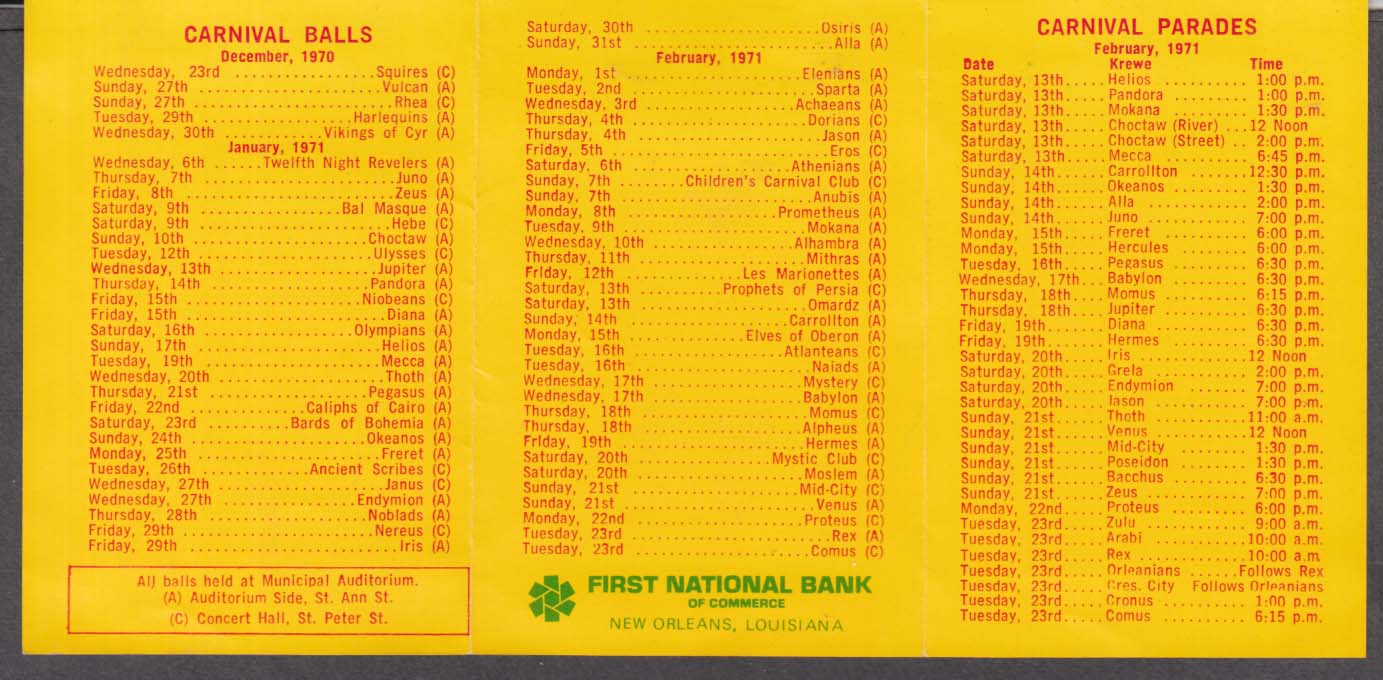 CARNIVAL BALLS
December, 1970
Wednesday, 23rd ................. Squires (C)
Sunday, 27th ................. Vulcan (A)
Sunday, 27th ................. Rhea (C)
Tuesday, 29th ................. Harlequins (A)
Wednesday, 30th ............ Vikings of Cyr (A)
January, 1971
Wednesday, 6th ...... Twelfth Night Revelers (A)
Thursday, 7th ................. Juno (A)
Friday, 8th ................. Zeus (A)
Saturday, 9th ................. Bal Masque (A)
Saturday, 9th ................. Hebe (C)
Sunday, 10th ................. Choctaw (A)
Tuesday, 12th ................. Ulysses (C)
Wednesday, 13th ................. Jupiter (A)
Thursday, 14th ................. Pandora (A)
Friday, 15th ................. Niobeans (C)
Friday, 15th ................. Diana (A)
Saturday, 16th ................. Olympians (A)
Sunday, 17th ................. Helios (A)
Tuesday, 19th ................. Mecca (A)
Wednesday, 20th ................. Thoth (A)
Thursday, 21st ................. Pegasus (A)
Friday, 22nd ............ Caliphs of Cairo (A)
Saturday, 23rd .......... Bards of Bohemia (A)
Sunday, 24th ................. Okeanos (A)
Monday, 25th ................. Freret (A)
Tuesday, 26th ............ Ancient Scribes (C)
Wednesday, 27th ................. Janus (C)
Wednesday, 27th ................. Endymion (A)
Thursday, 28th ................. Noblads (A)
Friday, 29th ................. Nereus (C)
Friday, 29th ................. Iris (A)
All balls held at Municipal Auditorium.
(A) Auditorium Side, St. Ann St.
(C) Concert Hall, St. Peter St.
Saturday, 30th ................. Osiris (A)
Sunday, 31st ................. Alla (A)
February, 1971
Monday, 1st ................. Elenians (A)
Tuesday, 2nd ................. Sparta (A)
Wednesday, 3rd ................. Achaeans (A)
Thursday, 4th ................. Dorians (C)
Thursday, 4th ................. Jason (A)
Friday, 5th ................. Eros (C)
Saturday, 6th ................. Athenians (A)
Sunday, 7th ........ Children's Carnival Club (C)
Sunday, 7th ................. Anubis (A)
Monday, 8th ................. Prometheus (A)
Tuesday, 9th ................. Mokana (A)
Wednesday, 10th ................. Alhambra (A)
Thursday, 11th ................. Mithras (A)
Friday, 12th ............ Les Marionettes (A)
Saturday, 13th .......... Prophets of Persia (C)
Saturday, 13th ................. Omardz (A)
Sunday, 14th ................. Carrollton (A)
Monday, 15th ............ Elves of Oberon (A)
Tuesday, 16th ................. Atlanteans (C)
Tuesday, 16th ................. Naiads (A)
Wednesday, 17th ................. Mystery (C)
Wednesday, 17th ................. Babylon (A)
Thursday, 18th ................. Momus (C)
Thursday, 18th ................. Alpheus (A)
Friday, 19th ................. Hermes (A)
Saturday, 20th ................. Mystic Club (C)
Saturday, 20th ................. Moslem (A)
Sunday, 21st ................. Mid-City (C)
Sunday, 21st ................. Venus (A)
Monday, 22nd ................. Proteus (C)
Tuesday, 23rd ................. Rex (A)
Tuesday, 23rd ................. Comus (C)
FIRST NATIONAL BANK
OF COMMERCE
NEW ORLEANS, LOUISIANA
CARNIVAL PARADES
February, 1971
Date Krewe Time
Saturday, 13th..... Helios .......... 1:00 p.m.
Saturday, 13th..... Pandora ......... 1:00 p.m.
Saturday, 13th..... Mokana .......... 1:30 p.m.
Saturday, 13th..... Choctaw (River) ...12 Noon
Saturday, 13th..... Choctaw (Street) .. 2:00 p.m.
Saturday, 13th..... Mecca .......... 6:45 p.m.
Sunday, 14th..... Carrollton .......12:30 p.m.
Sunday, 14th..... Okeanos ......... 1:30 p.m.
Sunday, 14th..... Alla .......... 2:00 p.m.
Sunday, 14th..... Juno .......... 7:00 p.m.
Monday, 15th..... Freret .......... 6:00 p.m.
Monday, 15th..... Hercules ........ 6:00 p.m.
Tuesday, 16th..... Pegasus ......... 6:30 p.m.
Wednesday, 17th... Babylon ......... 6:30 p.m.
Thursday, 18th.... Momus .......... 6:15 p.m.
Thursday, 18th.... Jupiter ......... 6:30 p.m.
Friday, 19th..... Diana .......... 6:30 p.m.
Friday, 19th..... Hermes .......... 6:30 p.m.
Saturday, 20th..... Iris ..........12 Noon
Saturday, 20th..... Grela .......... 2:00 p.m.
Saturday, 20th..... Endymion ........ 7:00 p.m.
Saturday, 20th..... Jason .......... 7:00 p.m.
Sunday, 21st..... Thoth ..........11:00 a.m.
Sunday, 21st..... Venus ..........12 Noon
Sunday, 21st..... Mid-City ........ 1:30 p.m.
Sunday, 21st..... Poseidon ........ 1:30 p.m.
Sunday, 21st..... Bacchus ......... 6:30 p.m.
Sunday, 21st..... Zeus .......... 7:00 p.m.
Monday, 22nd..... Proteus ......... 6:00 p.m.
Tuesday, 23rd..... Zulu .......... 9:00 a.m.
Tuesday, 23rd..... Arabi ..........10:00 a.m.
Tuesday, 23rd..... Rex ..........10:00 a.m
Tuesday, 23rd..... Orleanians ......Follows Rex
Tuesday, 23rd..... Cres. City Follows Orleanians
Tuesday, 23rd..... Cronus .......... 1:00 p.m.
Tuesday, 23rd..... Comus .......... 6:15 p.m.